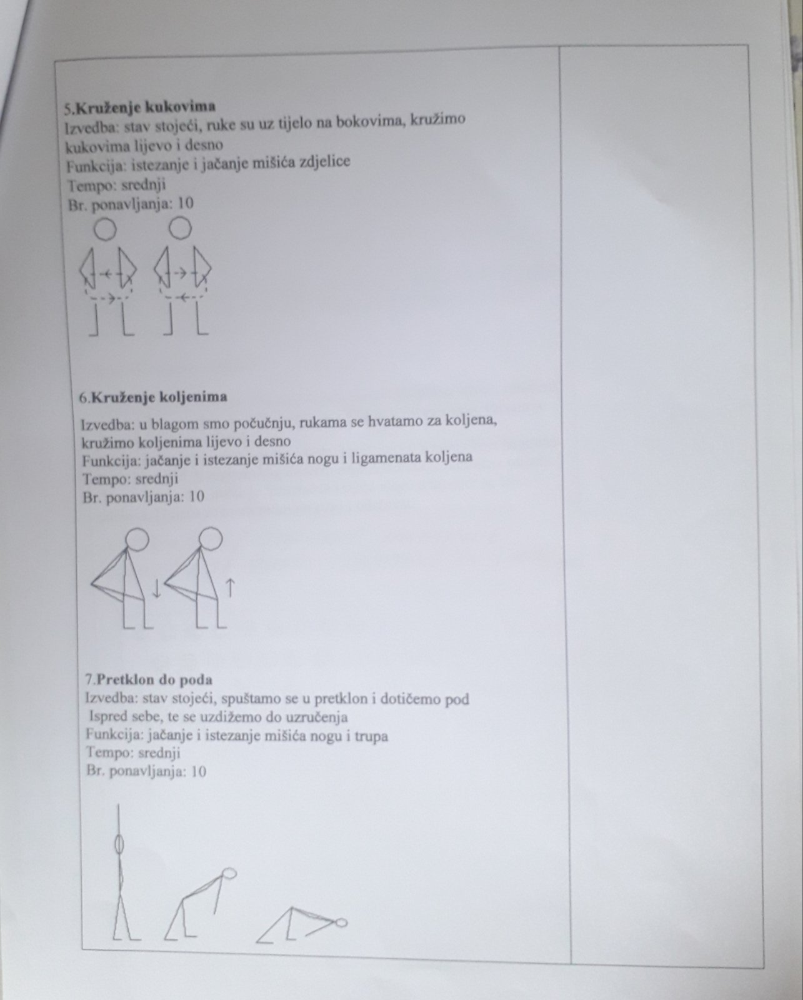 5.Kruženje kukovima
Izvedba: stav stojeći, ruke su uz tijelo na bokovima, kružimo
kukovima lijevo i desno
Funkcija: istezanje i jačanje mišića zdjelice
Tempo: srednji
Br. ponavljanja: 10
6.Kruženje koljenima
Izvedba: u blagom smo počučnju, rukama se hvatamo za koljena,
kružimo koljenima lijevo i desno
Funkcija: jačanje i istezanje mišića nogu i ligamenata koljena
Tempo: srednji
Br. ponavljanja: 10
7.Pretklon do poda
Izvedba: stav stojeći, spuštamo se u pretklon i dotičemo pod
Ispred sebe, te se uzdižemo do uzručenja
Funkcija: jačanje i istezanje mišića nogu i trupa
Tempo: srednji
Br. ponavljanja: 10